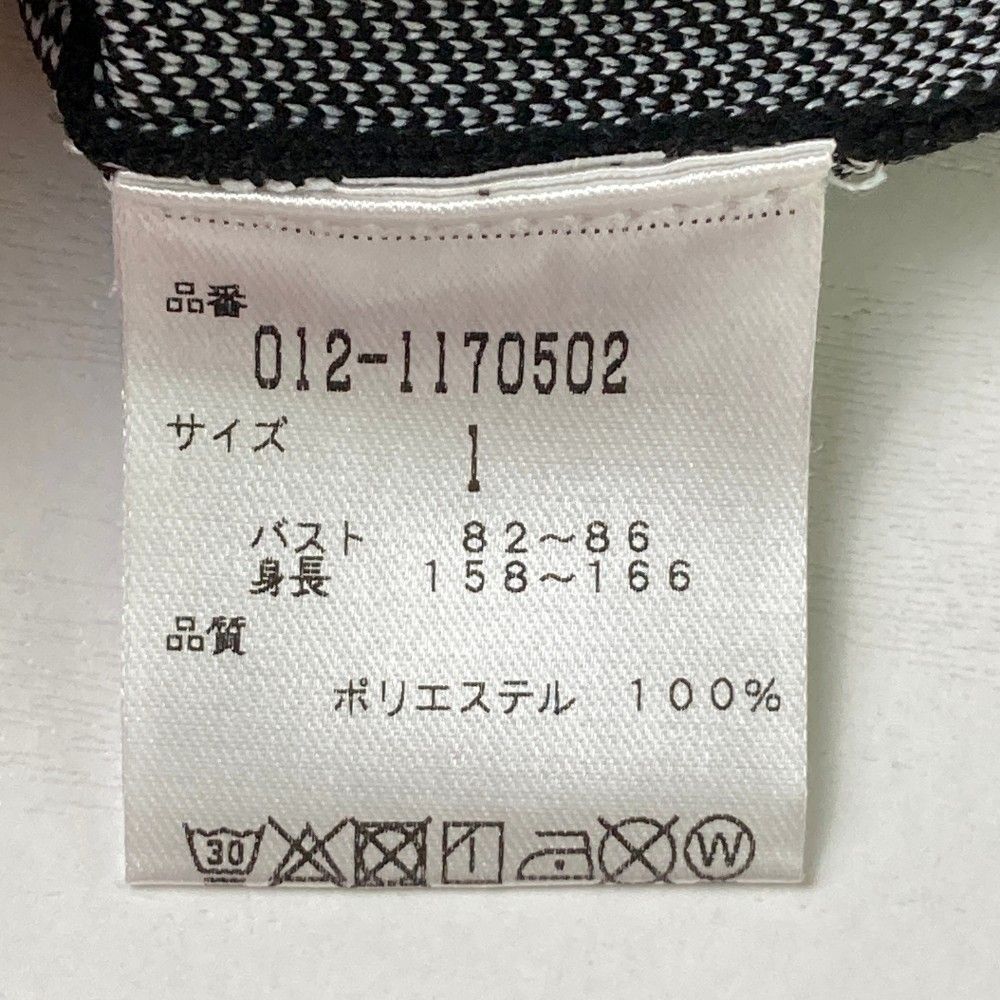 品番
012-1170502
サイズ 1
バスト 82～86
身長 158～166
品質
ポリエステル 100%
30
W